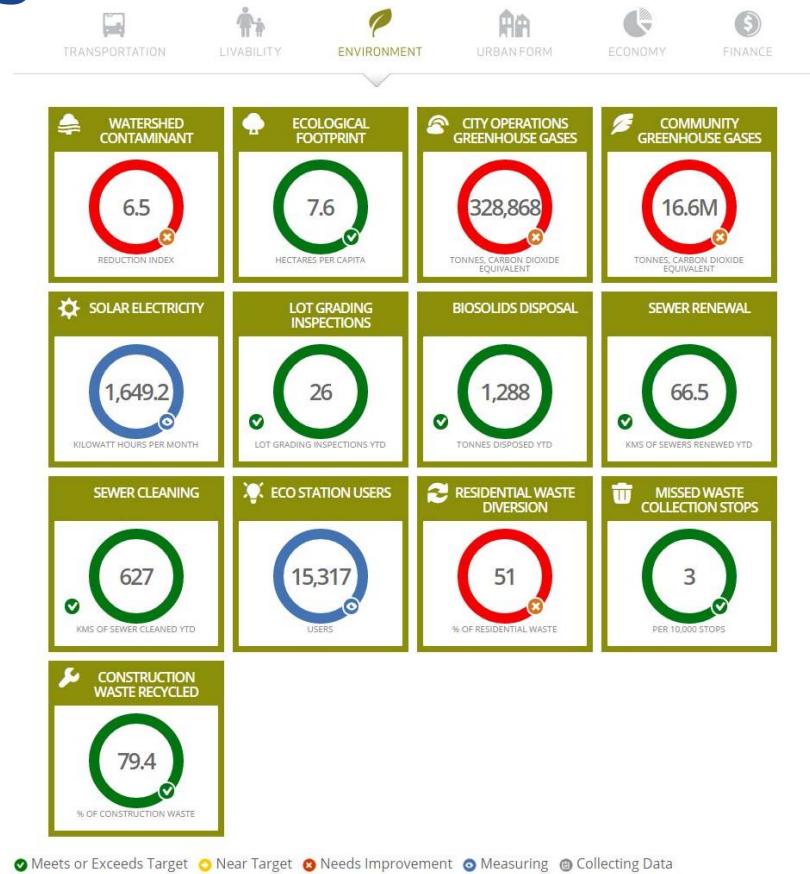 TRANSPORTATION
LIVABILITY
ENVIRONMENT
URBAN FORM
ECONOMY
FINANCE
WATERSHED
CONTAMINANT
6.5
REDUCTION INDEX
ECOLOGICAL
FOOTPRINT
7.6
HECTARES PER CAPITA
CITY OPERATIONS
GREENHOUSE GASES
328,868
TONNES, CARBON DIOXIDE
EQUIVALENT
COMMUNITY
GREENHOUSE GASES
16.6M
TONNES, CARBON DIOXIDE
EQUIVALENT
SOLAR ELECTRICITY
1,649.2
KILOWATT HOURS PER MONTH
LOT GRADING
INSPECTIONS
26
LOT GRADING INSPECTIONS YTD
BIOSOLIDS DISPOSAL
1,288
TONNES DISPOSED YTD
SEWER RENEWAL
66.5
KMS OF SEWERS RENEWED YTD
SEWER CLEANING
627
KMS OF SEWER CLEANED YTD
ECO STATION USERS
15,317
USERS
RESIDENTIAL WASTE
DIVERSION
51
% OF RESIDENTIAL WASTE
MISSED WASTE
COLLECTION STOPS
3
PER 10,000 STOPS
CONSTRUCTION
WASTE RECYCLED
79.4
% OF CONSTRUCTION WASTE
Meets or Exceeds Target Near Target Needs Improvement Measuring Collecting Data